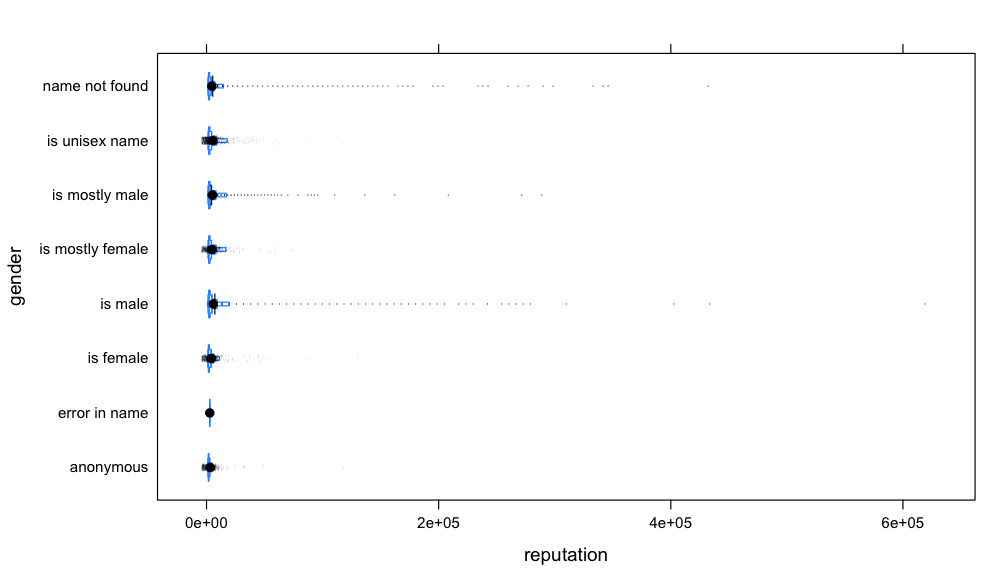 name not found
is unisex name
is mostly male
is mostly female
is male
is female
error in name
anonymous
gender
0e+00 2e+05 4e+05 6e+05
reputation